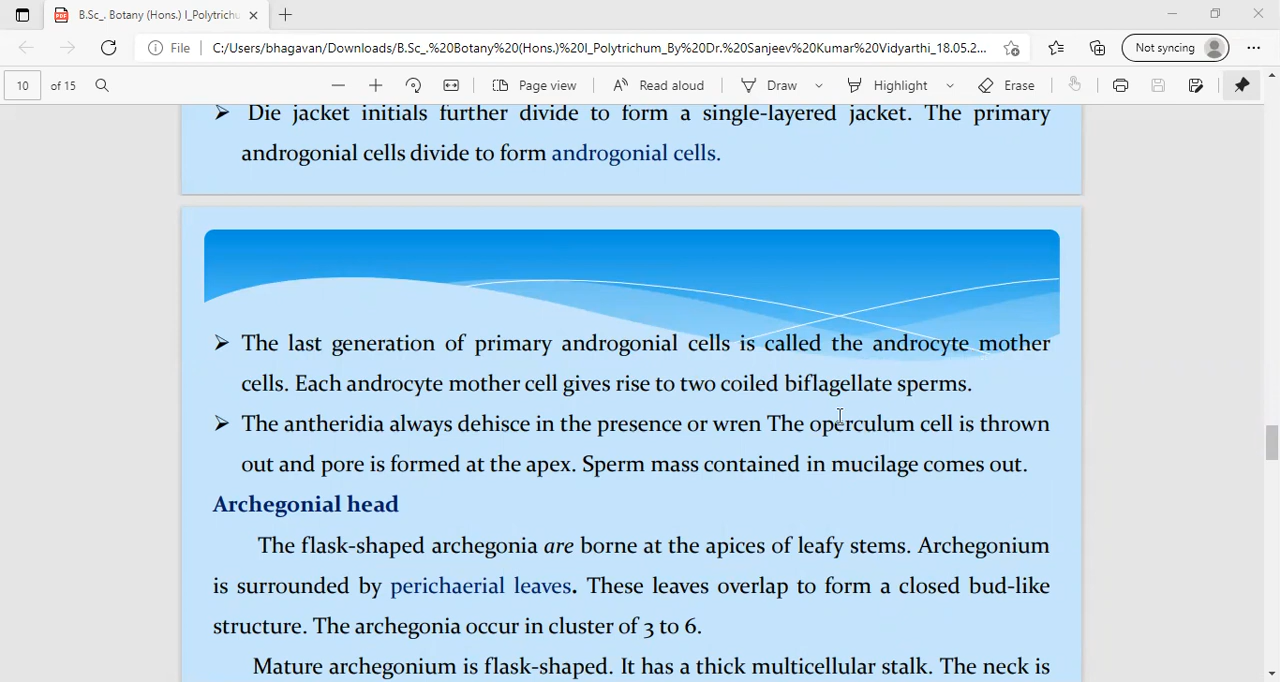 B.Sc_. Botany (Hons.) I_Polytrichu
File
C:/Users/bhagavan/Downloads/B.Sc_.%20Botany%20(Hons.)%20I_Polytrichum_By%20Dr.%20Sanjeev%20Kumar%20Vidyarthi_18.05.2...
Not syncing
10 of 15
Page view
Read aloud
Draw
Highlight
Erase
➢ Die jacket initials further divide to form a single-layered jacket. The primary
androgonial cells divide to form androgonial cells.
➢ The last generation of primary androgonial cells is called the androcyte mother
cells. Each androcyte mother cell gives rise to two coiled biflagellate sperms.
➢ The antheridia always dehisce in the presence or wren The operculum cell is thrown
out and pore is formed at the apex. Sperm mass contained in mucilage comes out.
Archegonial head
The flask-shaped archegonia are borne at the apices of leafy stems. Archegonium
is surrounded by perichaerial leaves. These leaves overlap to form a closed bud-like
structure. The archegonia occur in cluster of 3 to 6.
Mature archegonium is flask-shaped. It has a thick multicellular stalk. The neck is